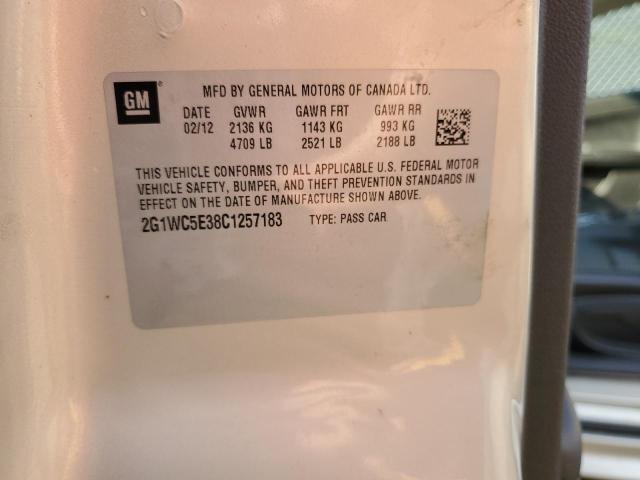 GM
MFD BY GENERAL MOTORS OF CANADA LTD.
DATE GVWR GAWR FRT GAWR RR
02/12 2136 KG 1143 KG 993 KG
4709 LB 2521 LB 2188 LB
THIS VEHICLE CONFORMS TO ALL APPLICABLE U.S. FEDERAL MOTOR
VEHICLE SAFETY, BUMPER, AND THEFT PREVENTION STANDARDS IN
EFFECT ON THE DATE OF MANUFACTURE SHOWN ABOVE.
2G1WC5E38C1257183 TYPE: PASS CAR